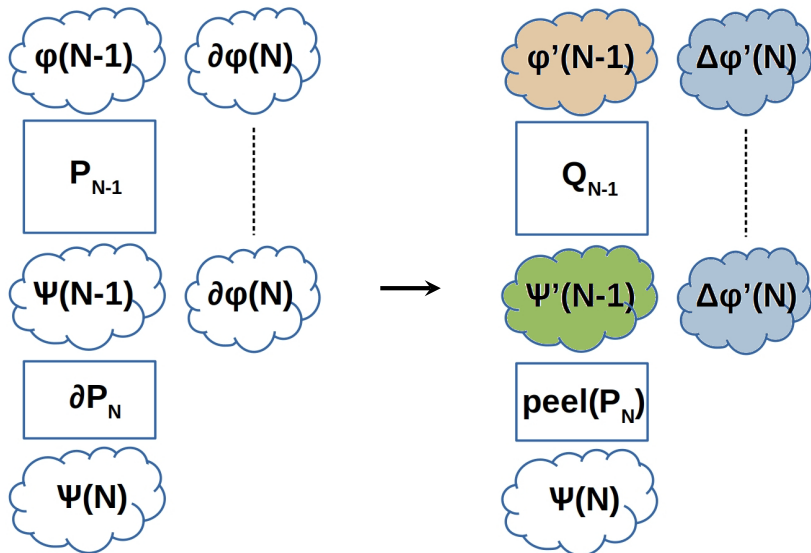 φ(N-1) ∂φ(N) φ’(N-1) Δφ’(N)
P_{N-1} Q_{N-1}
Ψ(N-1) ∂φ(N) Ψ’(N-1) Δφ’(N)
∂P_N peel(P_N)
Ψ(N) Ψ(N)